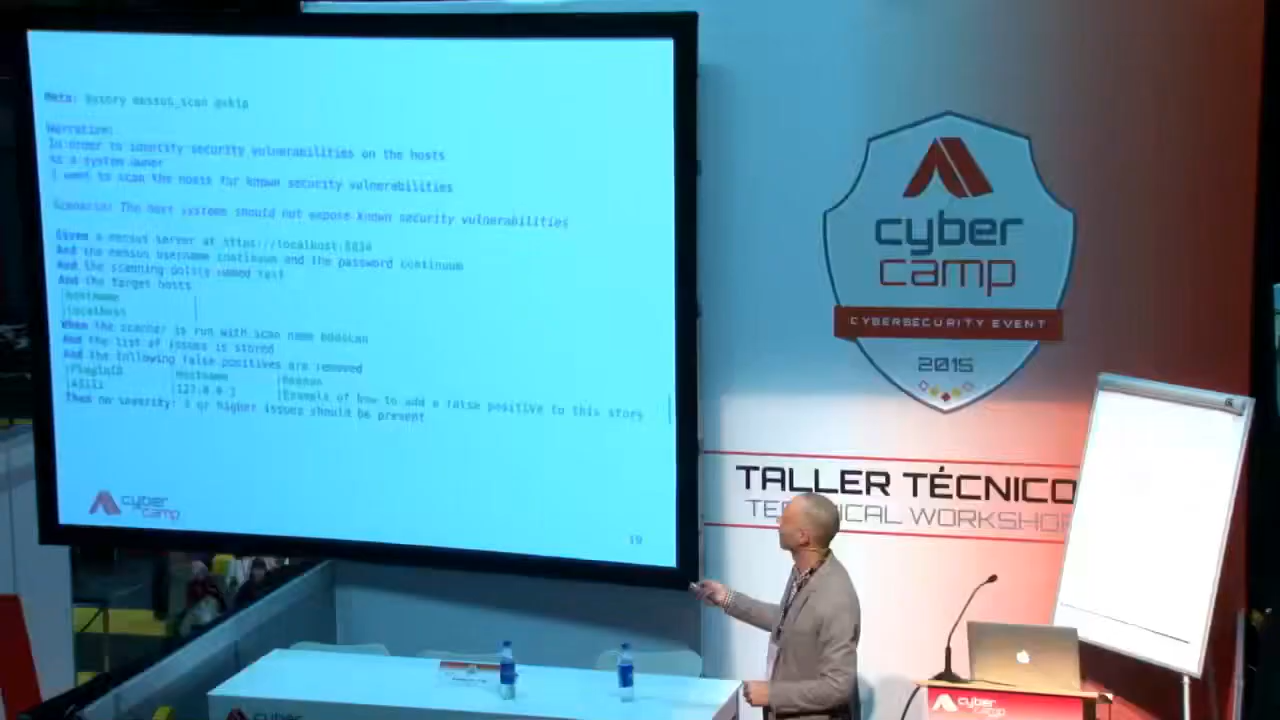 Meta: @story nessus_scan @skip
Narrative:
In order to identify security vulnerabilities on the hosts
As a system owner
I want to scan the hosts for known security vulnerabilities
Scenario: The host systems should not expose known security vulnerabilities
Given a nessus server at https://localhost:8834
And the nessus username continuum and the password continuum
And the scanning policy named test
And the target hosts
|hostname |
|localhost |
When the scanner is run with scan name bddscan
And the list of issues is stored
And the following false positives are removed
|PluginID |Hostname |Reason
|127.0.0.1 |Example of how to add a false positive to this story |
Then no severity: 2 or higher issues should be present
cyber
camp
19
cyber
camp
CYBERSECURITY EVENT
2015
TALLER TÉCNICO
TE ICAL WORKSHOP
cyber
cyber
camp